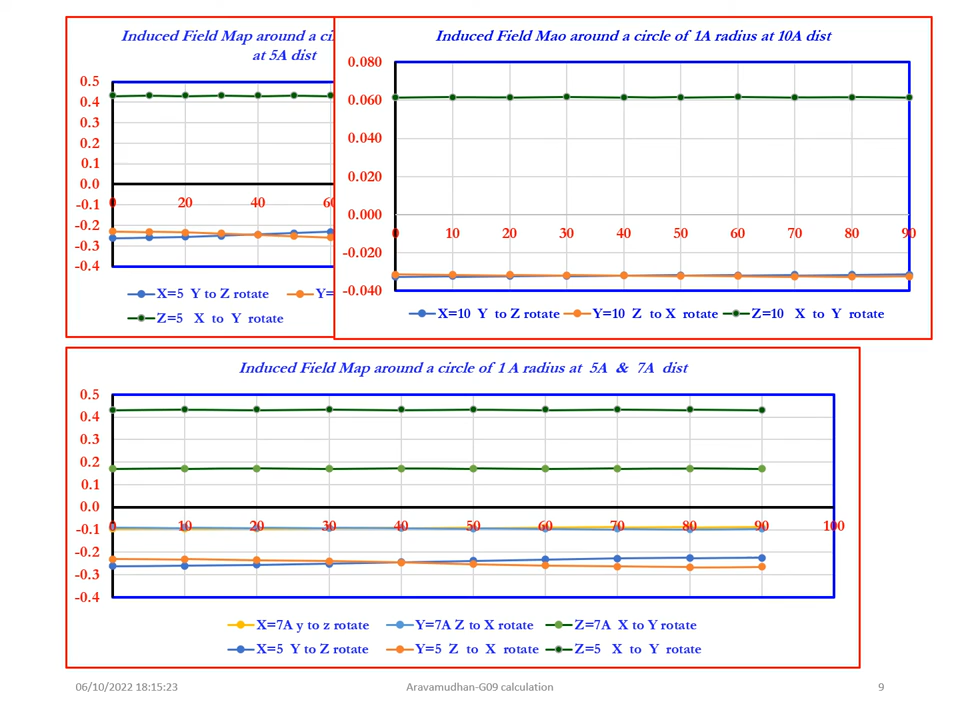 Induced Field Map around a ci
at 5A dist
0.5
0.4
0.3
0.2
0.1
0.0
-0.1
-0.2
-0.3
-0.4
0 20 40 60
X=5 Y to Z rotate Y=
Z=5 X to Y rotate
Induced Field Mao around a circle of 1A radius at 10A dist
0.080
0.060
0.040
0.020
0.000
-0.020
-0.040
0 10 20 30 40 50 60 70 80 90
X=10 Y to Z rotate Y=10 Z to X rotate Z=10 X to Y rotate
Induced Field Map around a circle of 1 A radius at 5A & 7A dist
0.5
0.4
0.3
0.2
0.1
0.0
-0.1
-0.2
-0.3
-0.4
0 10 20 30 40 50 60 70 80 90 100
X=7A y to z rotate Y=7A Z to X rotate Z=7A X to Y rotate
X=5 Y to Z rotate Y=5 Z to X rotate Z=5 X to Y rotate
06/10/2022 18:15:23 Aravamudhan-G09 calculation 9